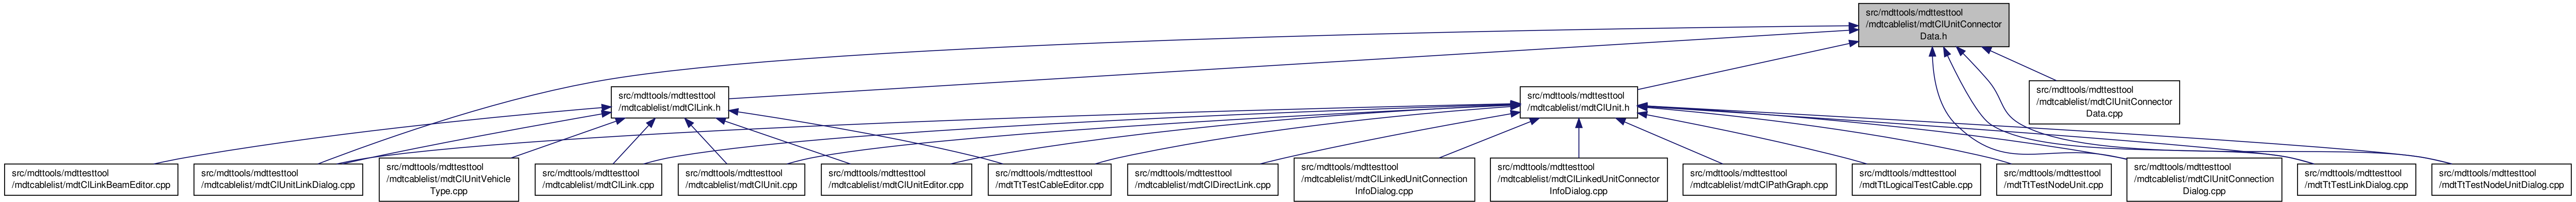 src/mdttools/mdttesttool
/mdtcablelist/mdtClUnitConnector
Data.h
src/mdttools/mdttesttool
/mdtcablelist/mdtClLink.h
src/mdttools/mdttesttool
/mdtcablelist/mdtClUnit.h
src/mdttools/mdttesttool
/mdtcablelist/mdtClUnitConnector
Data.cpp
src/mdttools/mdttesttool
/mdtcablelist/mdtClLinkBeamEditor.cpp
src/mdttools/mdttesttool
/mdtcablelist/mdtClUnitLinkDialog.cpp
src/mdttools/mdttesttool
/mdtcablelist/mdtClUnitVehicle
Type.cpp
src/mdttools/mdttesttool
/mdtcablelist/mdtClLink.cpp
src/mdttools/mdttesttool
/mdtcablelist/mdtClUnit.cpp
src/mdttools/mdttesttool
/mdtcablelist/mdtClUnitEditor.cpp
src/mdttools/mdttesttool
/mdtTtTestCableEditor.cpp
src/mdttools/mdttesttool
/mdtcablelist/mdtClDirectLink.cpp
src/mdttools/mdttesttool
/mdtcablelist/mdtClLinkedUnitConnection
InfoDialog.cpp
src/mdttools/mdttesttool
/mdtcablelist/mdtClLinkedUnitConnector
InfoDialog.cpp
src/mdttools/mdttesttool
/mdtcablelist/mdtClPathGraph.cpp
src/mdttools/mdttesttool
/mdtTtLogicalTestCable.cpp
src/mdttools/mdttesttool
/mdtTtTestNodeUnit.cpp
src/mdttools/mdttesttool
/mdtcablelist/mdtClUnitConnection
Dialog.cpp
src/mdttools/mdttesttool
/mdtTtTestLinkDialog.cpp
src/mdttools/mdttesttool
/mdtTtTestNodeUnitDialog.cpp